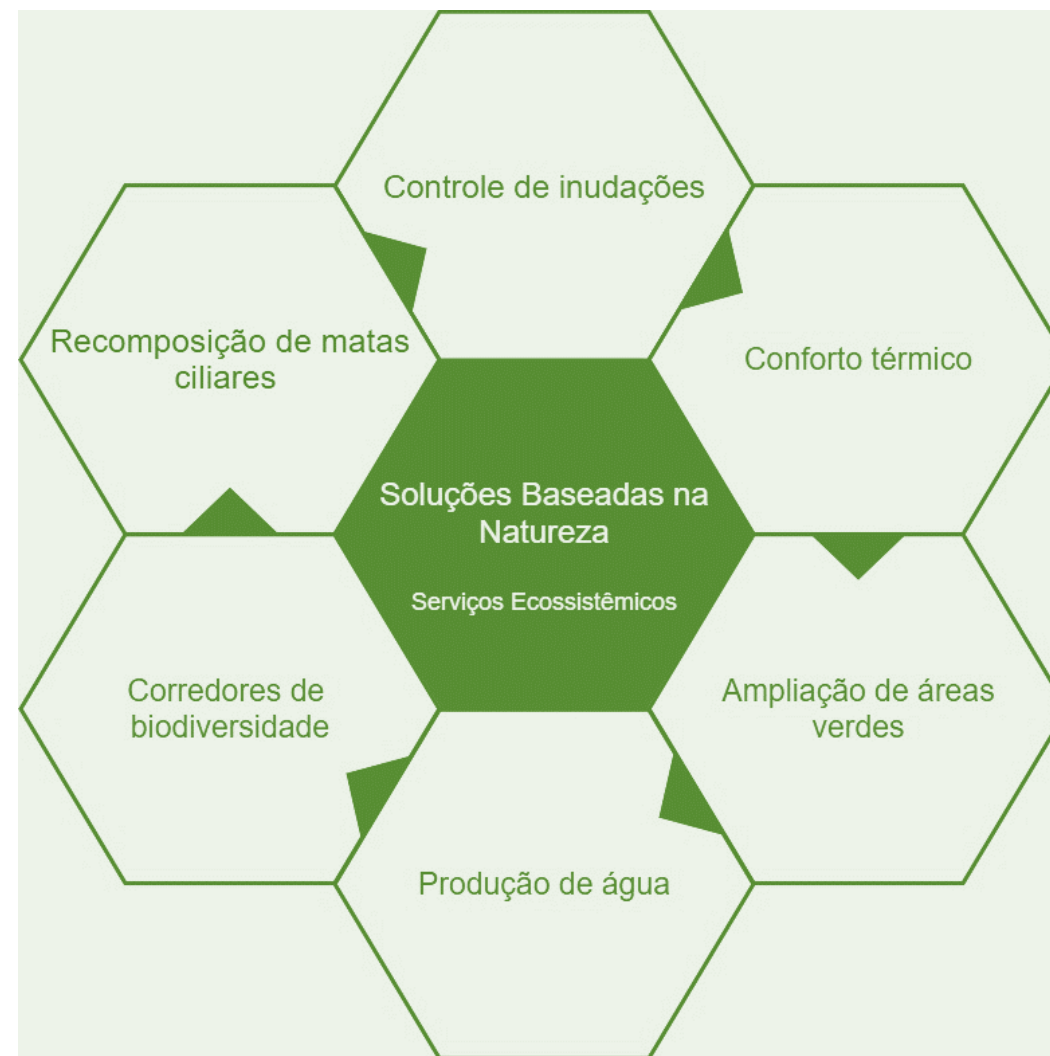 Controle de inudações
Recomposição de matas
ciliares
Conforto térmico
Soluções Baseadas na
Natureza
Serviços Ecossistêmicos
Corredores de
biodiversidade
Ampliação de áreas
verdes
Produção de água